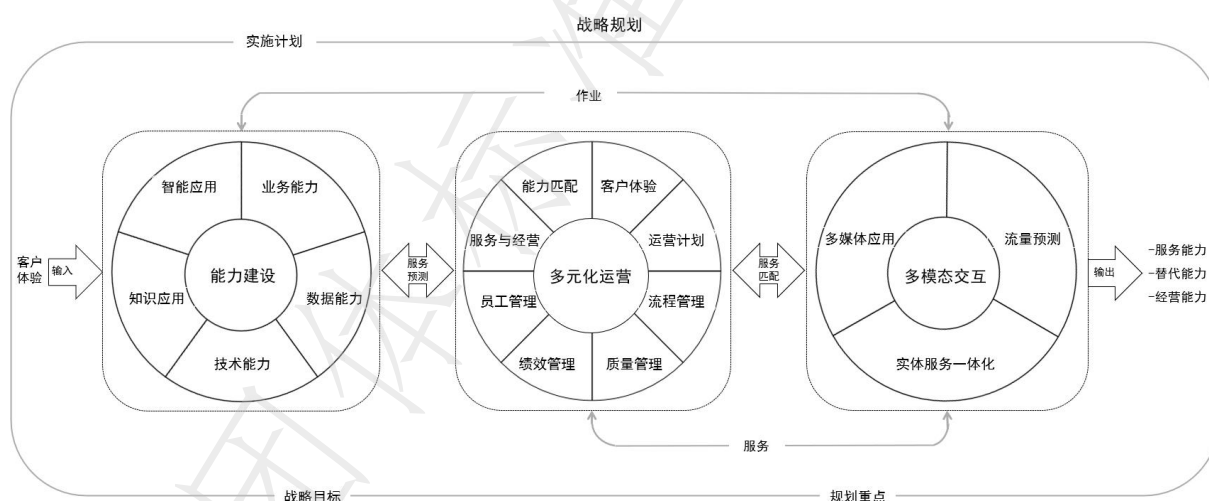 战略规划
实施计划
作业
智能应用
业务能力
能力匹配
客户体验
服务与经营
运营计划
多媒体应用
流量预测
客户
体验
输入
能力建设
服务
预测
多元化运营
服务
匹配
多模态交互
输出
-服务能力
-替代能力
-经营能力
知识应用
数据能力
员工管理
流程管理
技术能力
绩效管理
质量管理
实体服务一体化
服务
战略目标
规划重点
团体标准